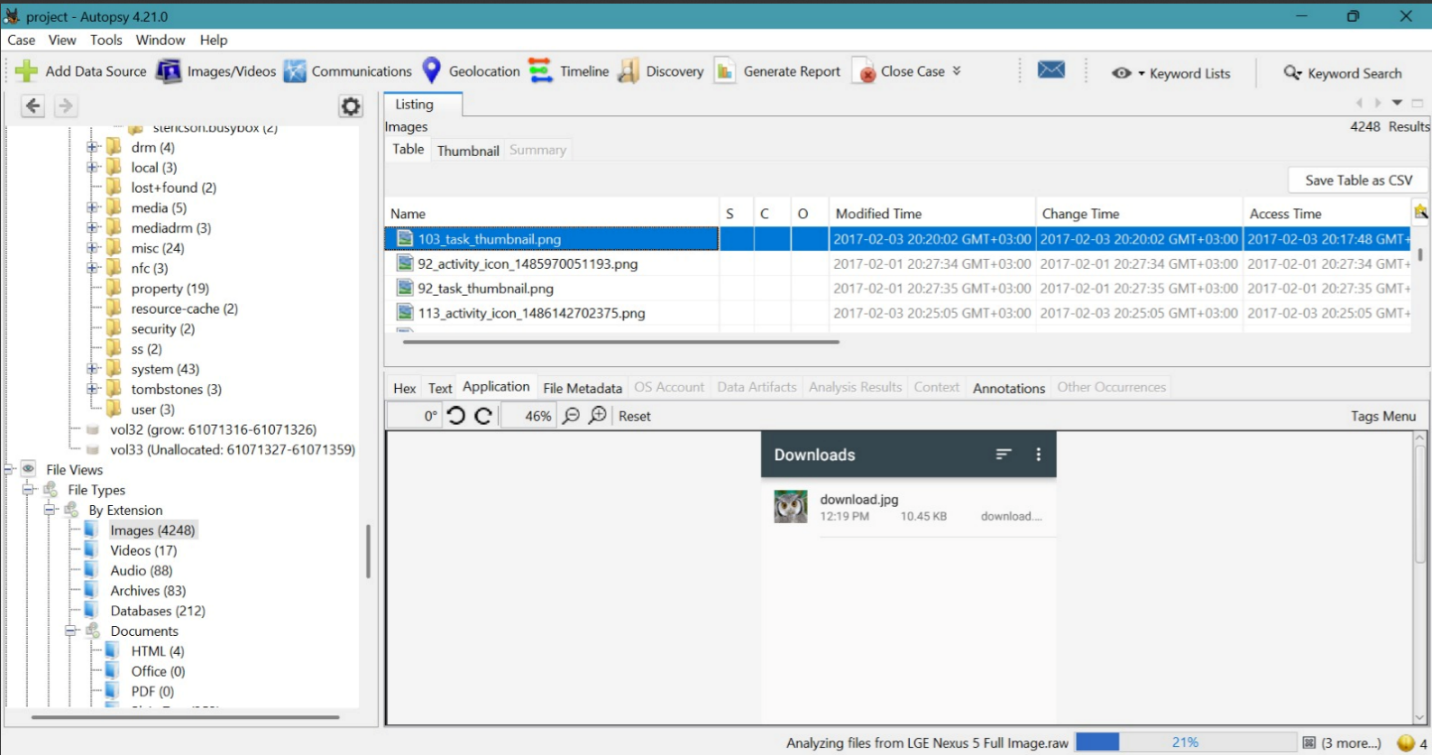 project - Autopsy 4.21.0
Case View Tools Window Help
Add Data Source Images/Videos Communications Geolocation Timeline Discovery Generate Report Close Case Keyword Lists Keyword Search
stericson.busybox (2)
drm (4)
local (3)
lost+found (2)
media (5)
mediadrm (3)
misc (24)
nfc (3)
property (19)
resource-cache (2)
security (2)
ss (2)
system (43)
tombstones (3)
user (3)
vol32 (grow: 61071316-61071326)
vol33 (Unallocated: 61071327-61071359)
File Views
File Types
By Extension
Images (4248)
Videos (17)
Audio (88)
Archives (83)
Databases (212)
Documents
HTML (4)
Office (0)
PDF (0)
Listing
Images 4248 Results
Table Thumbnail Summary
Save Table as CSV
Name S C O Modified Time Change Time Access Time
103_task_thumbnail.png 2017-02-03 20:20:02 GMT+03:00 2017-02-03 20:20:02 GMT+03:00 2017-02-03 20:17:48 GMT+
92_activity_icon_1485970051193.png 2017-02-01 20:27:34 GMT+03:00 2017-02-01 20:27:34 GMT+03:00 2017-02-01 20:27:34 GMT+
92_task_thumbnail.png 2017-02-01 20:27:35 GMT+03:00 2017-02-01 20:27:35 GMT+03:00 2017-02-01 20:27:35 GMT+
113_activity_icon_1486142702375.png 2017-02-03 20:25:05 GMT+03:00 2017-02-03 20:25:05 GMT+03:00 2017-02-03 20:25:05 GMT+
Hex Text Application File Metadata OS Account Data Artifacts Analysis Results Context Annotations Other Occurrences
0° 46% Reset Tags Menu
Downloads
download.jpg
12:19 PM 10.45 KB download....
Analyzing files from LGE Nexus 5 Full Image.raw 21% (3 more...) 4